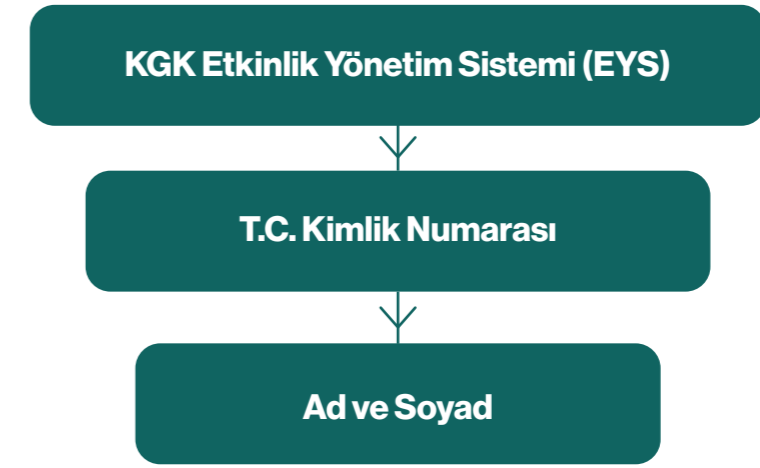 KGK Etkinlik Yönetim Sistemi (EYS)
T.C. Kimlik Numarası
Ad ve Soyad